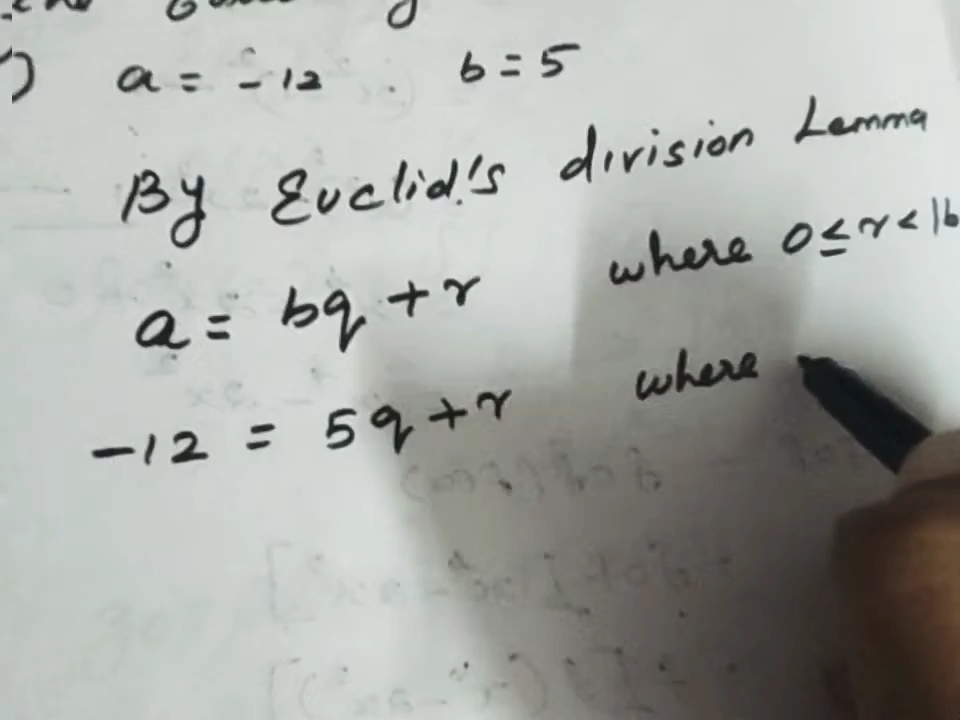 ) a = -12 b = 5
By Euclid's division Lemma
a = bq + r where 0 ≤ r < |b
-12 = 5q + r where